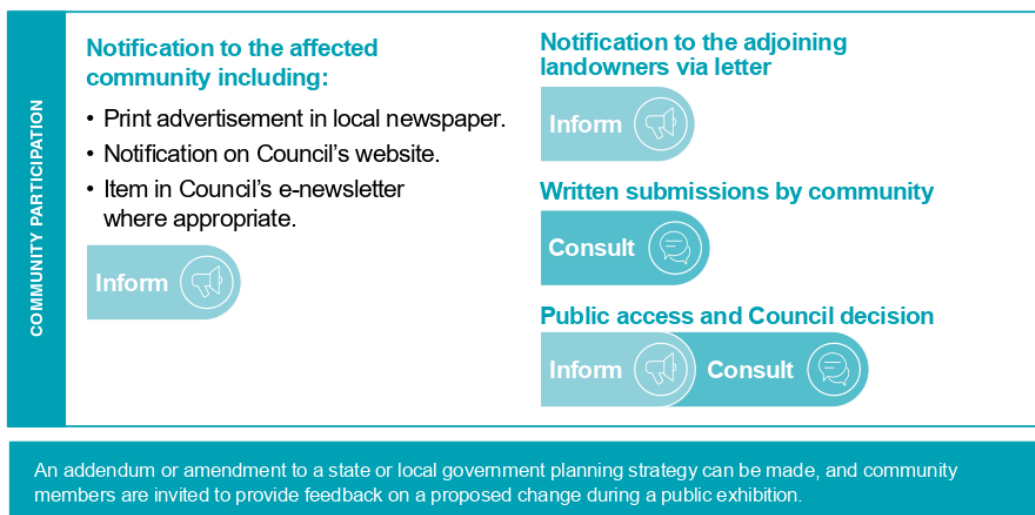 COMMUNITY PARTICIPATION
Notification to the affected
community including:
• Print advertisement in local newspaper.
• Notification on Council’s website.
• Item in Council’s e-newsletter
where appropriate.
Inform
Notification to the adjoining
landowners via letter
Inform
Written submissions by community
Consult
Public access and Council decision
Inform Consult
An addendum or amendment to a state or local government planning strategy can be made, and community
members are invited to provide feedback on a proposed change during a public exhibition.